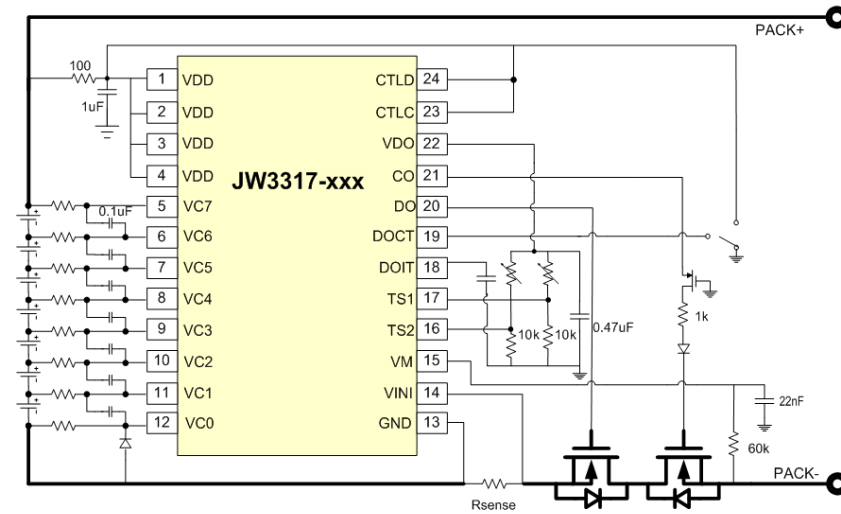 PACK+
100
1uF
1 VDD CTLD 24
2 VDD CTLC 23
3 VDD VDO 22
4 VDD CO 21
JW3317-xxx
5 VC7 DO 20
0.1uF
6 VC6 DOCT 19
7 VC5 DOIT 18
8 VC4 TS1 17
9 VC3 TS2 16
10k 10k 0.47uF
1k
10 VC2 VM 15
11 VC1 VINI 14
12 VC0 GND 13
22nF
60k
PACK-
Rsense